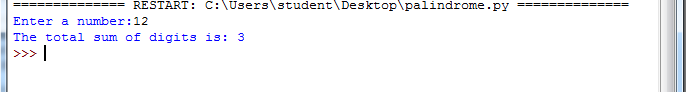 ============== RESTART: C:\Users\student\Desktop\palindrome.py ==============
Enter a number:12
The total sum of digits is: 3
>>>